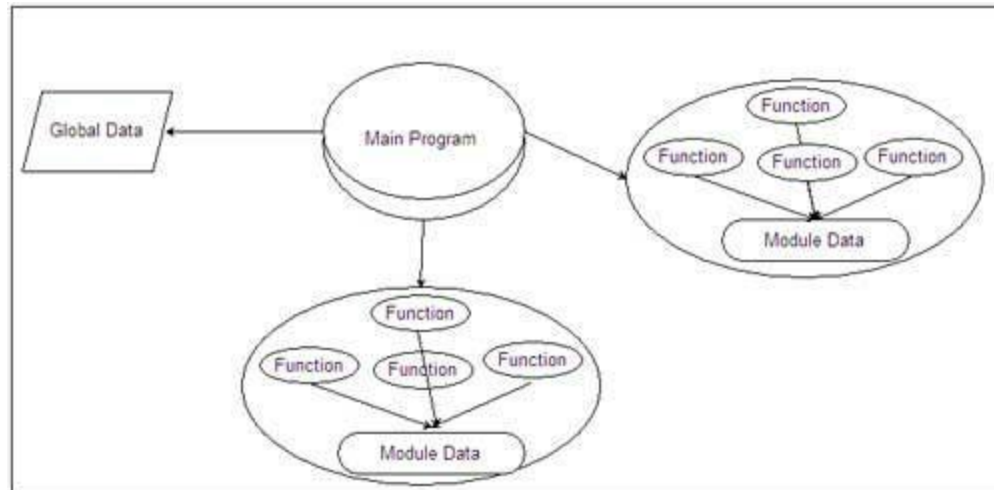 Global Data
Main Program
Function
Function
Function
Function
Module Data
Function
Function
Function
Function
Module Data